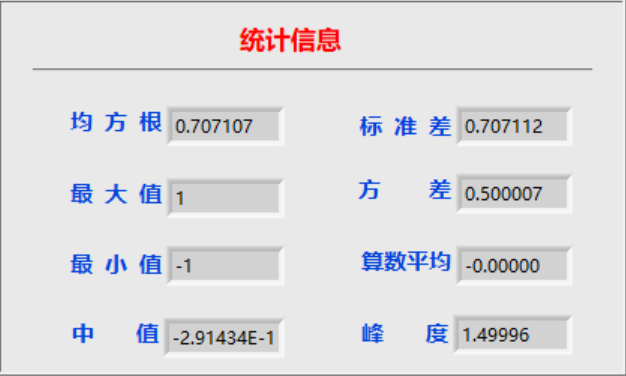 统计信息
均方根 0.707107 标准差 0.707112
最大值 1 方差 0.500007
最小值 -1 算数平均 -0.00000
中值 -2.91434E-1 峰度 1.49996